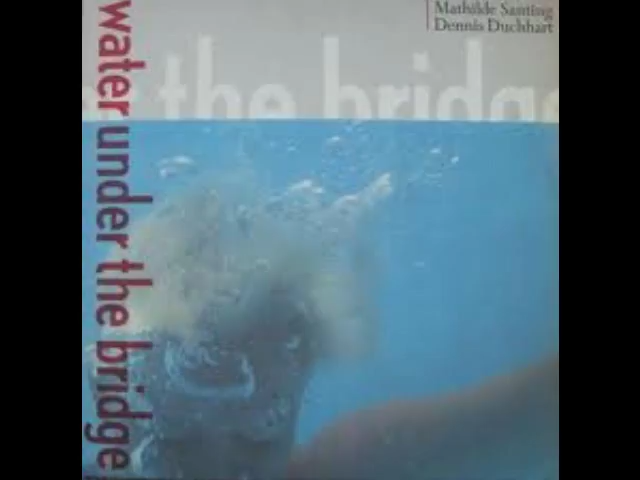 Mathilde Santing
Dennis Duchhart
the bridge
water under the bridge